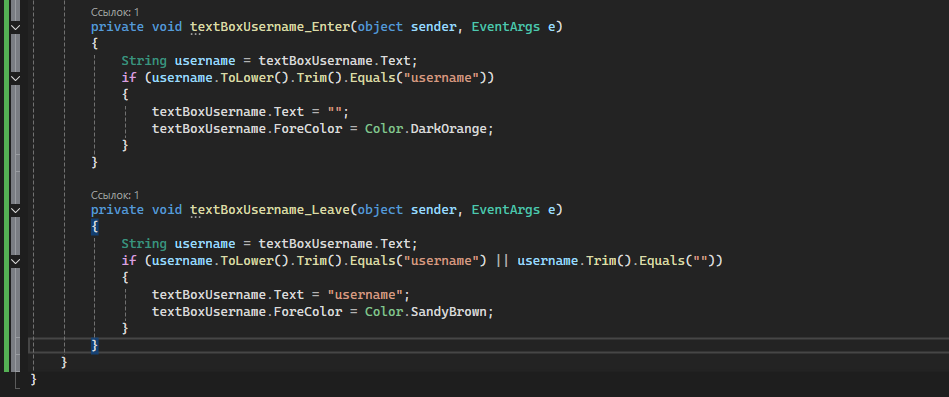 Ссылок: 1
private void textBoxUsername_Enter(object sender, EventArgs e)
{
String username = textBoxUsername.Text;
if (username.ToLower().Trim().Equals("username"))
{
textBoxUsername.Text = "";
textBoxUsername.ForeColor = Color.DarkOrange;
}
}
Ссылок: 1
private void textBoxUsername_Leave(object sender, EventArgs e)
{
String username = textBoxUsername.Text;
if (username.ToLower().Trim().Equals("username") || username.Trim().Equals(""))
{
textBoxUsername.Text = "username";
textBoxUsername.ForeColor = Color.SandyBrown;
}
}
}
}